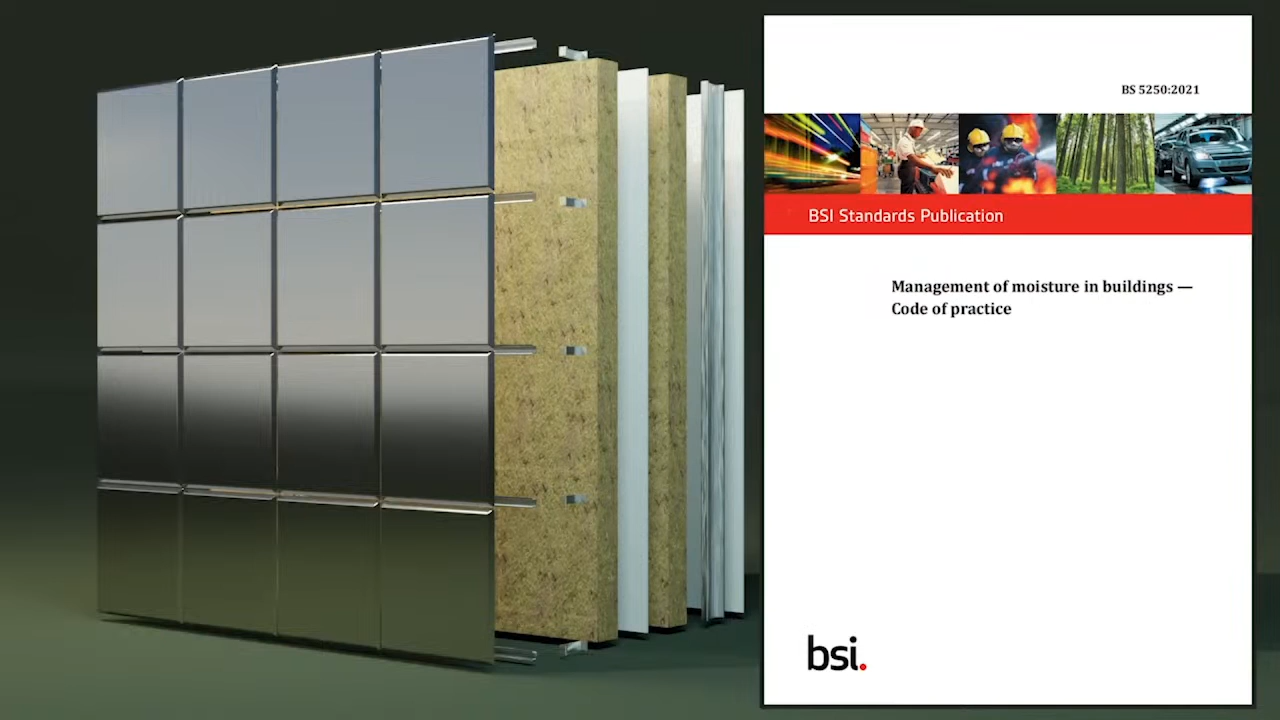 BS 5250:2021
BSI Standards Publication
Management of moisture in buildings —
Code of practice
bsi.